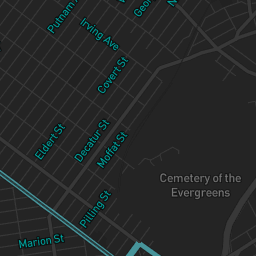 Putnam
Irving Ave
Covert St
Eldert St
Decatur St
Moffat St
Cemetery of the
Evergreens
Pilling St
Marion St